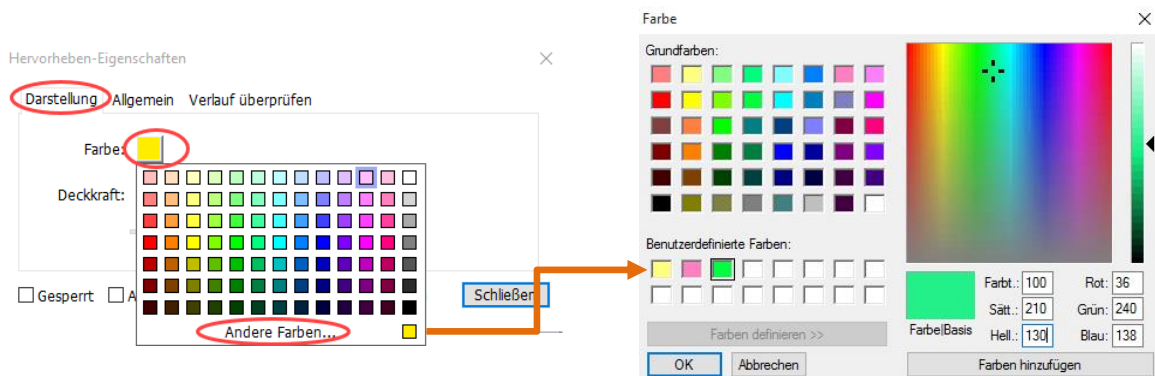 Hervorheben-Eigenschaften
Darstellung Allgemein Verlauf überprüfen
Farbe:
Deckkraft:
Gesperrt A
Schließen
Andere Farben...
Farbe
Grundfarben:
Benutzerdefinierte Farben:
Farben definieren >>
OK Abbrechen
Farbe|Basis
Farbt.: 100 Rot: 36
Sätt.: 210 Grün: 240
Hell.: 130 Blau: 138
Farben hinzufügen